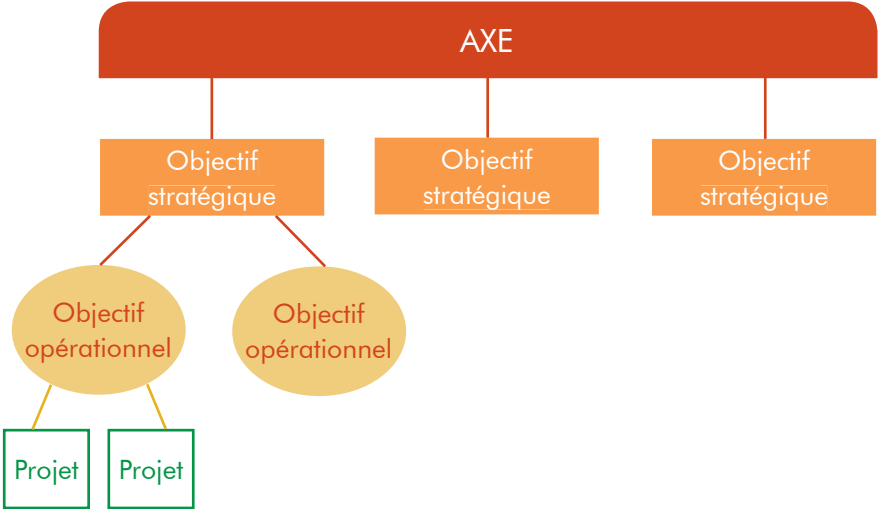 AXE
Objectif
stratégique
Objectif
stratégique
Objectif
stratégique
Objectif
opérationnel
Objectif
opérationnel
Projet
Projet